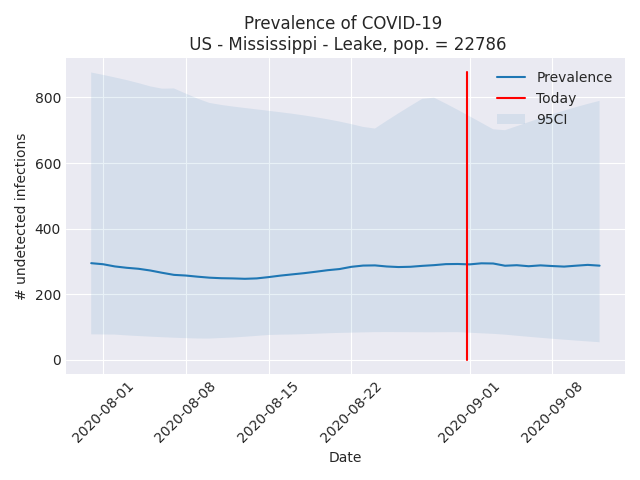 Prevalence of COVID-19
US - Mississippi - Leake, pop. = 22786
Prevalence
Today
95CI
# undetected infections
800
600
400
200
0
2020-08-01
2020-08-08
2020-08-15
2020-08-22
2020-09-01
2020-09-08
Date